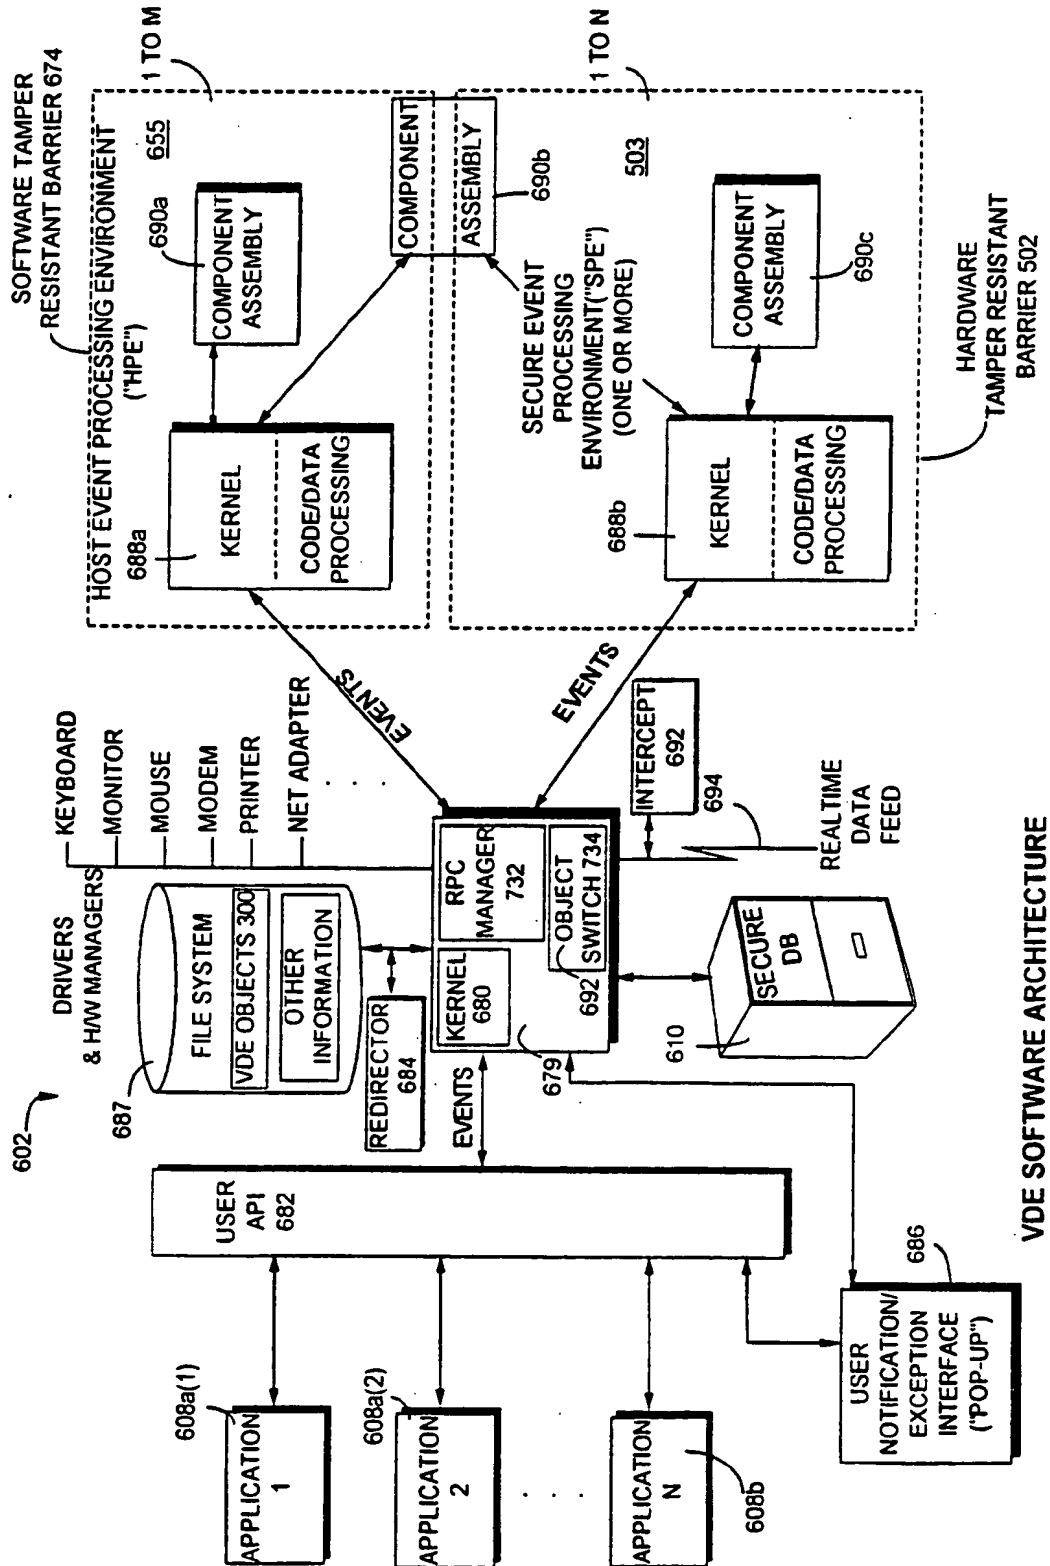 602
DRIVERS
& H/W MANAGERS
KEYBOARD
MONITOR
MOUSE
MODEM
PRINTER
NET ADAPTER
SOFTWARE TAMPER
RESISTANT BARRIER 674
HOST EVENT PROCESSING ENVIRONMENT
("HPE")
1 TO M
655
688a
KERNEL
CODE/DATA
PROCESSING
690a
COMPONENT
ASSEMBLY
COMPONENT
ASSEMBLY
690b
1 TO N
503
SECURE EVENT
PROCESSING
ENVIRONMENT("SPE")
(ONE OR MORE)
688b
KERNEL
CODE/DATA
PROCESSING
COMPONENT
ASSEMBLY
690c
HARDWARE
TAMPER RESISTANT
BARRIER 502
EVENTS
EVENTS
687
FILE SYSTEM
VDE OBJECTS 300
OTHER
INFORMATION
REDIRECTOR
684
EVENTS
KERNEL
680
RPC
MANAGER
732
OBJECT
SWITCH 734
692
679
INTERCEPT
692
694
REALTIME
DATA
FEED
610
SECURE
DB
USER
API
682
608a(1)
APPLICATION
1
608a(2)
APPLICATION
2
APPLICATION
N
608b
686
USER
NOTIFICATION/
EXCEPTION
INTERFACE
("POP-UP")
VDE SOFTWARE ARCHITECTURE